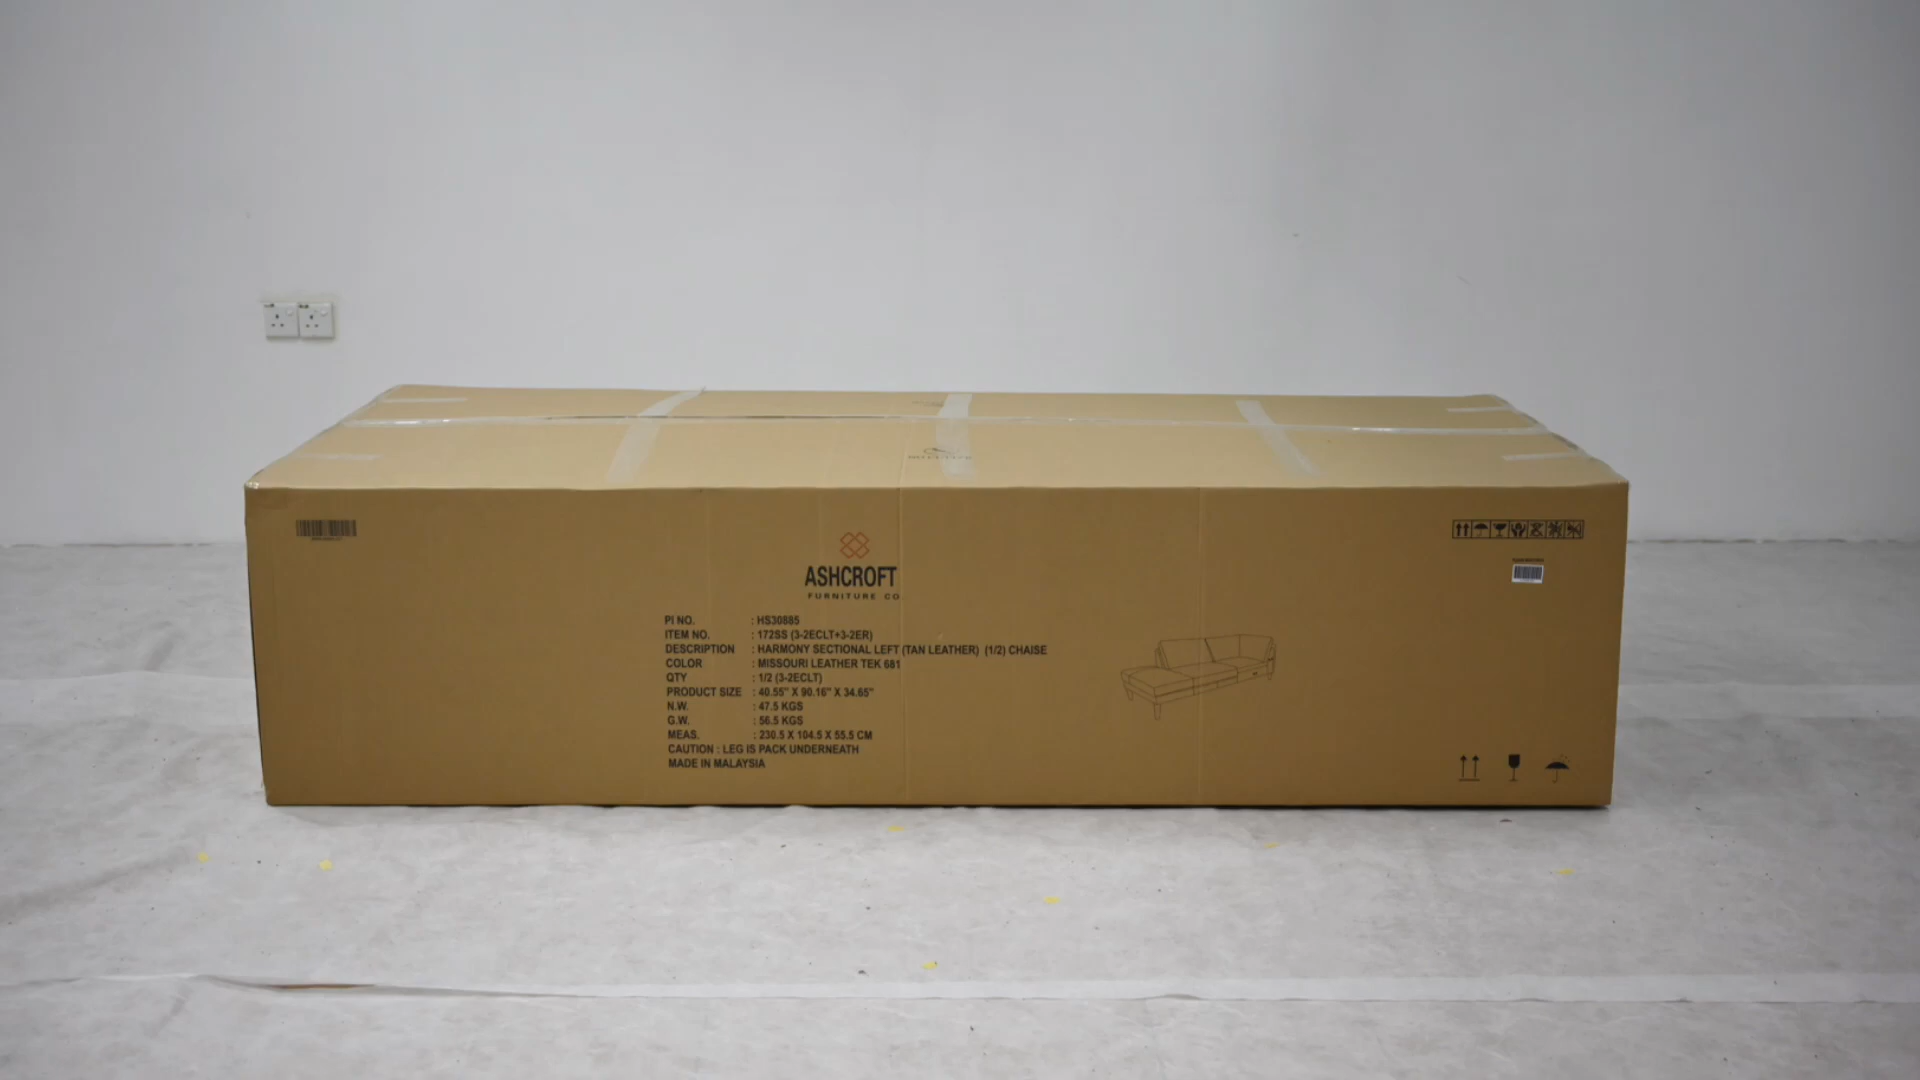 ASHCROFT
FURNITURE CO
PI NO. : HS30885
ITEM NO. : 172SS (3-2ECLT+3-2ER)
DESCRIPTION : HARMONY SECTIONAL LEFT (TAN LEATHER) (1/2) CHAISE
COLOR : MISSOURI LEATHER TEK 681
QTY : 1/2 (3-2ECLT)
PRODUCT SIZE : 40.55" X 90.16" X 34.65"
N.W. : 47.5 KGS
G.W. : 56.5 KGS
MEAS. : 230.5 X 104.5 X 55.5 CM
CAUTION : LEG IS PACK UNDERNEATH
MADE IN MALAYSIA